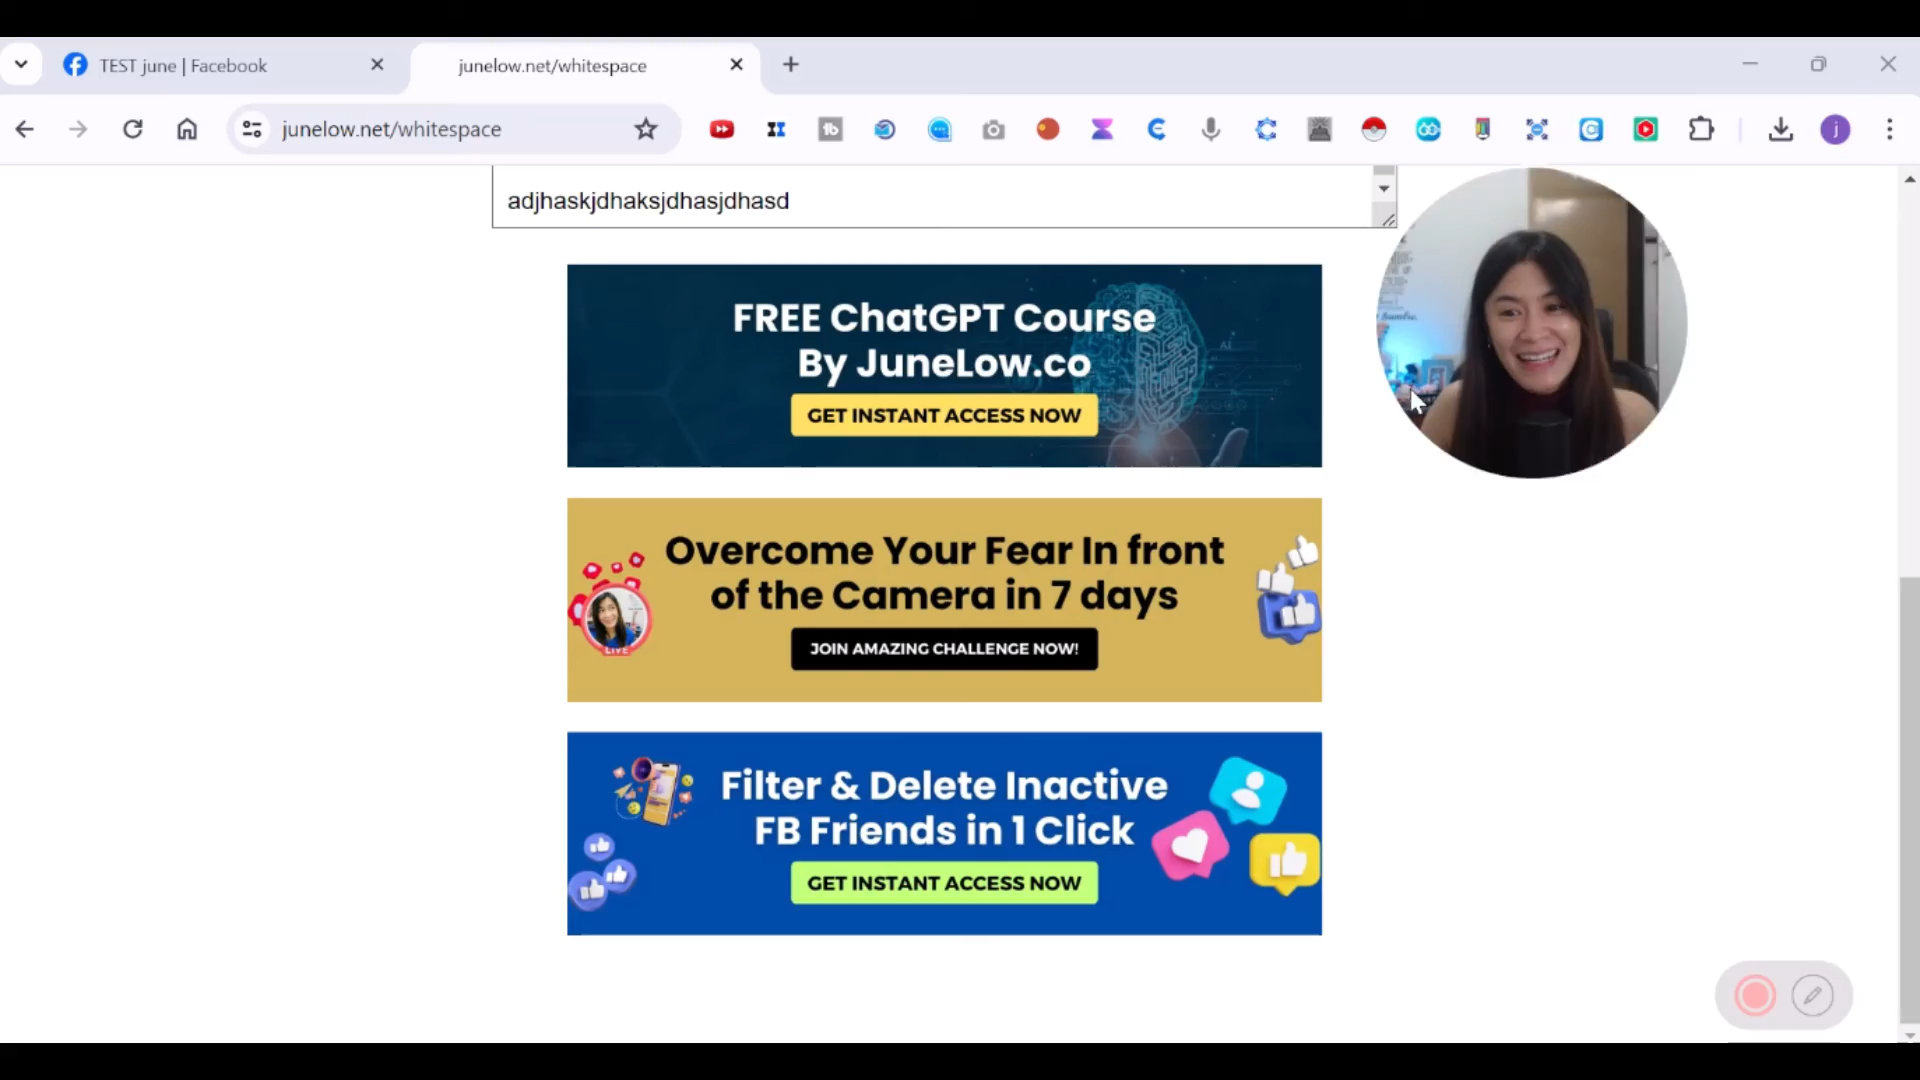 TEST june | Facebook
junelow.net/whitespace
junelow.net/whitespace
j
adjhaskjdhaksjdhasjdhasd
FREE ChatGPT Course
By JuneLow.co
GET INSTANT ACCESS NOW
Overcome Your Fear In front
of the Camera in 7 days
LIVE
JOIN AMAZING CHALLENGE NOW!
Filter & Delete Inactive
FB Friends in 1 Click
GET INSTANT ACCESS NOW